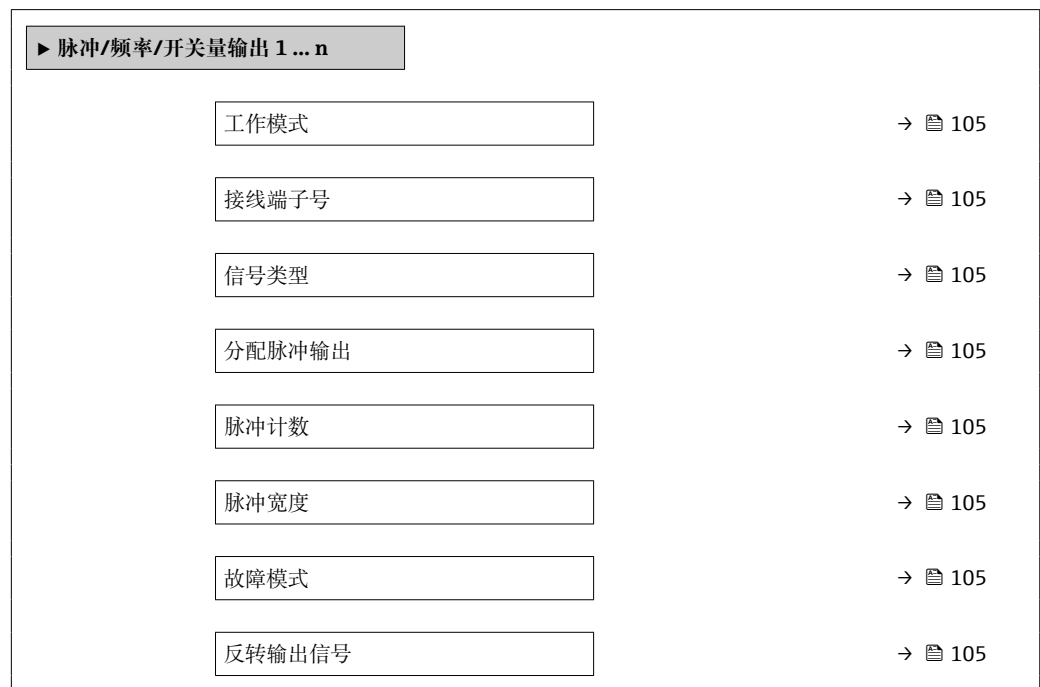 ▶ 脉冲/频率/开关量输出 1 … n
工作模式 → 105
接线端子号 → 105
信号类型 → 105
分配脉冲输出 → 105
脉冲计数 → 105
脉冲宽度 → 105
故障模式 → 105
反转输出信号 → 105